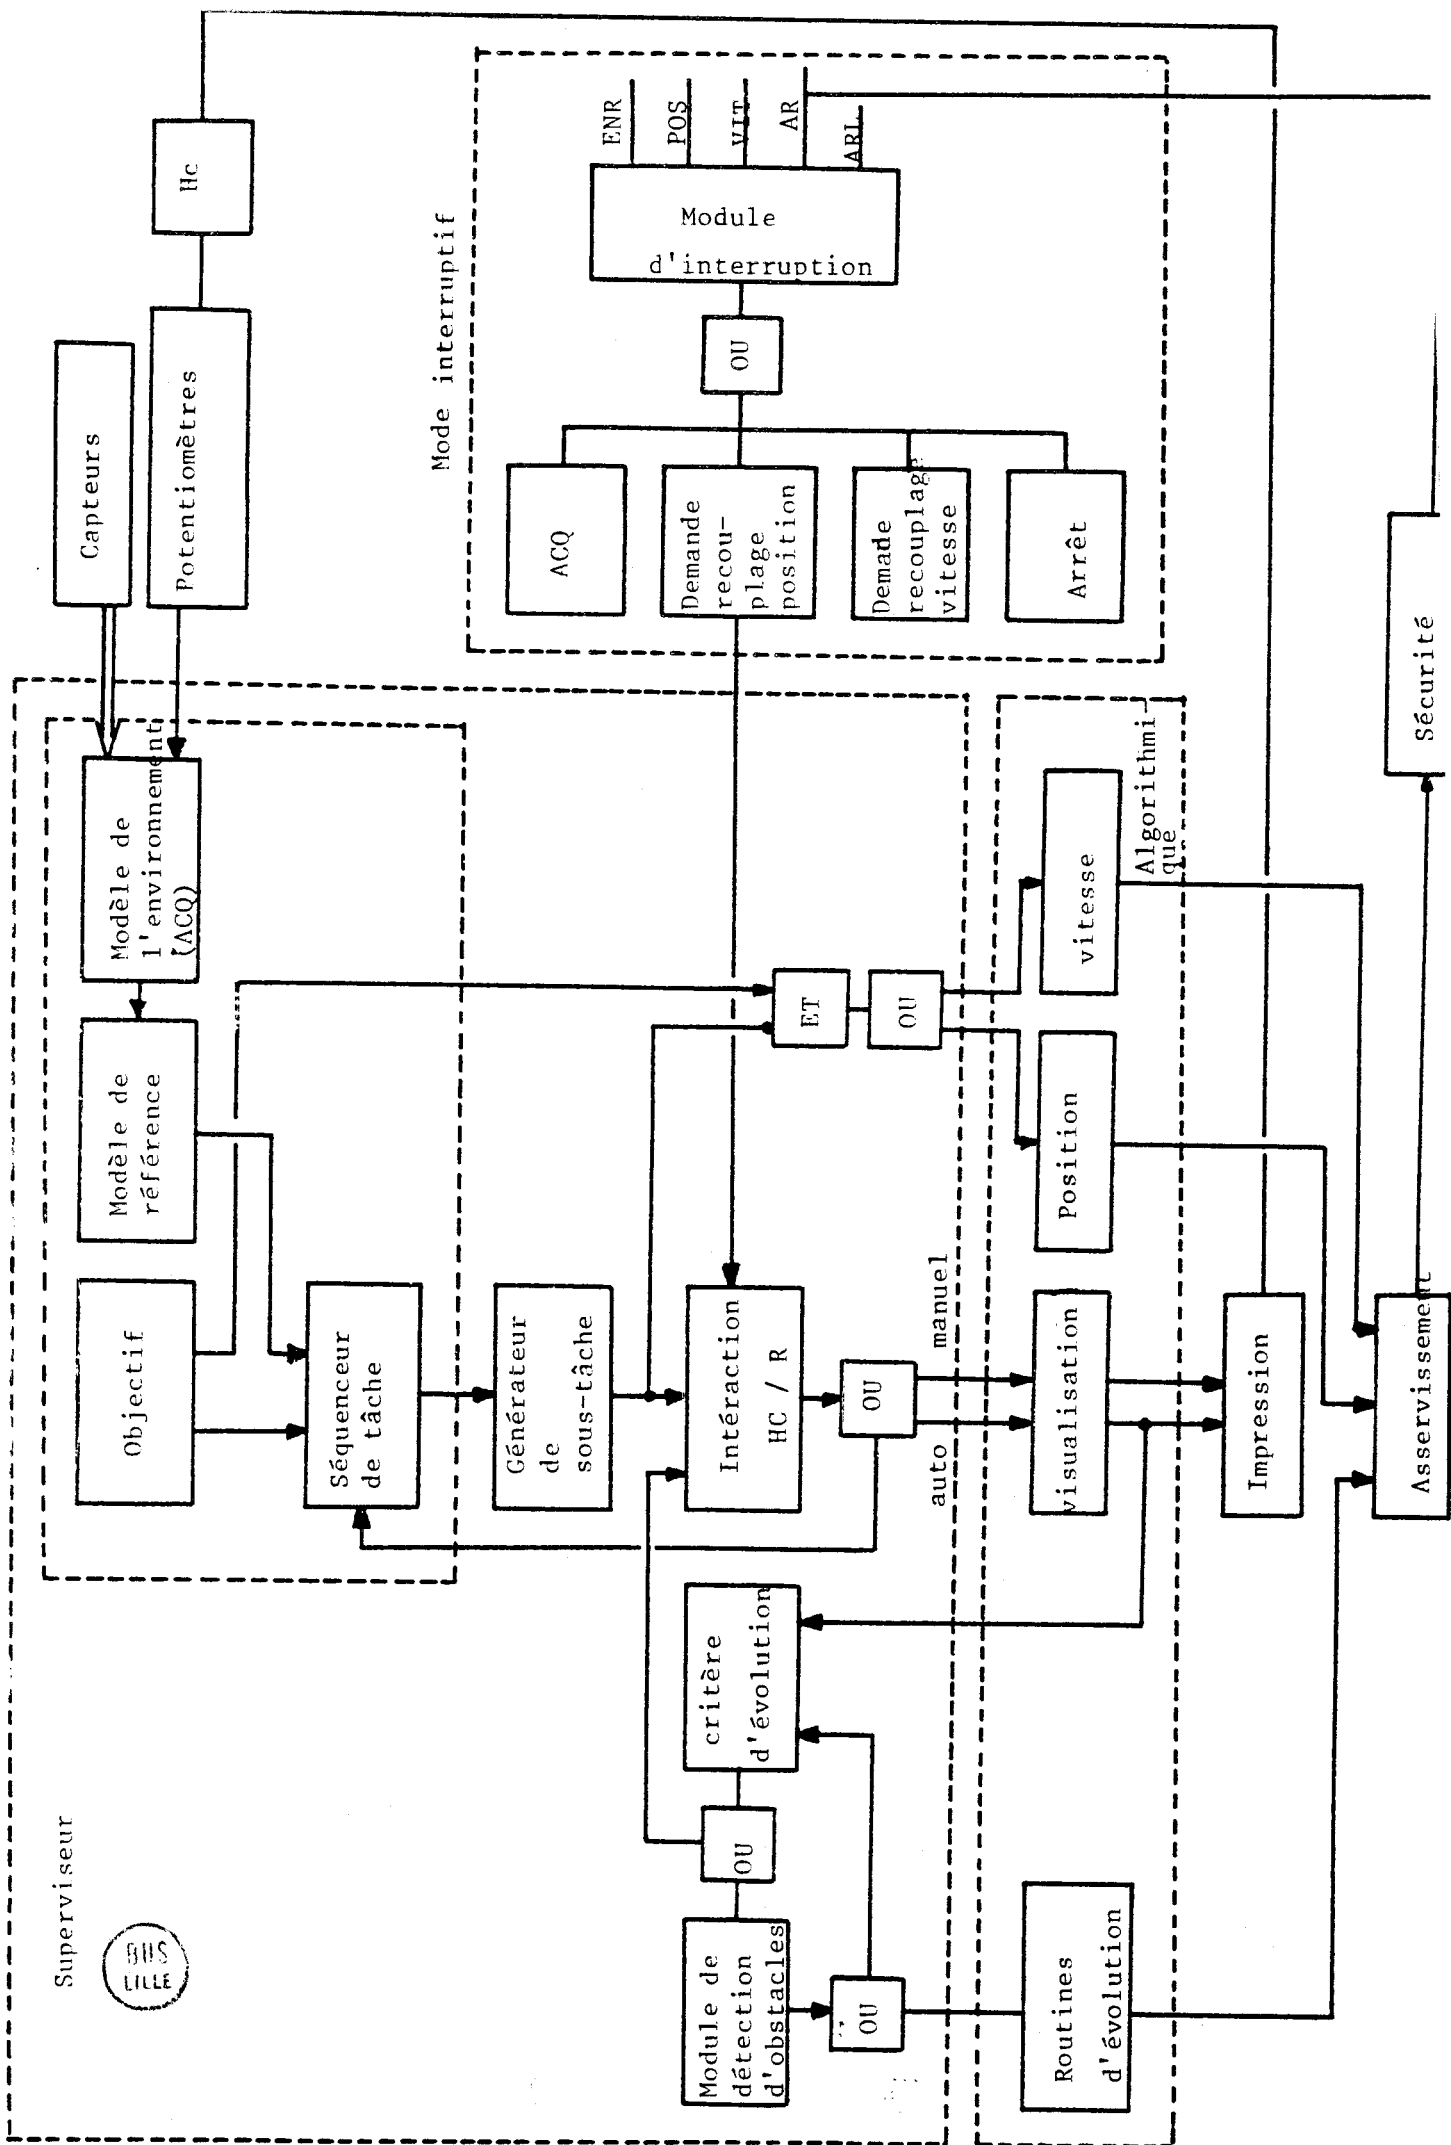 Superviseur
BUS
LILLE
Objectif
Modèle de
référence
Modèle de
l'environnement
(ACQ)
Capteurs
Potentiomètres
Hc
Séquenceur
de tâche
Générateur
de
sous-tâche
Intéraction
HC / R
OU
auto
manuel
critère
d'évolution
OU
Module de
détection
d'obstacles
OU
ET
OU
Mode interruptif
ACQ
Demande
recou-
plage
position
Demade
recouplage
vitesse
Arrêt
OU
Module
d'interruption
ENR
POS
VIT
AR
ARL
Routines
d'évolution
visualisation
Position
vitesse
Algorithmi-
que
Impression
Asservissement
Sécurité